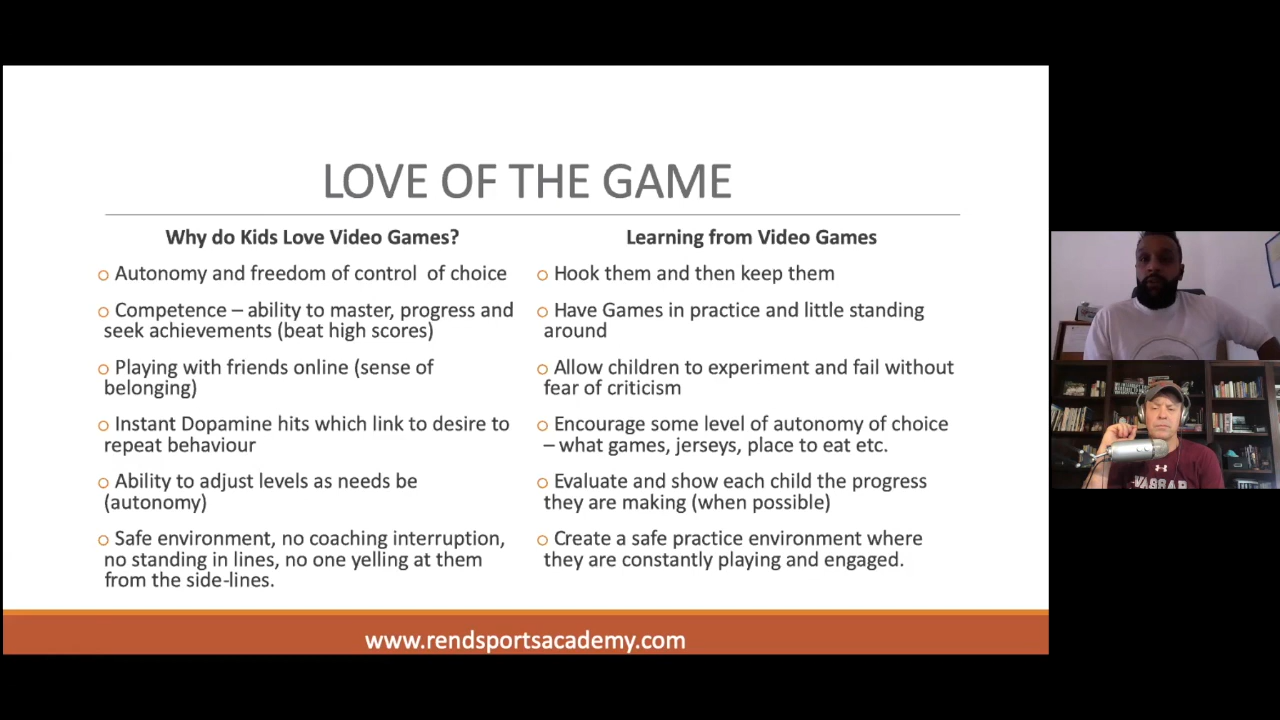 LOVE OF THE GAME
Why do Kids Love Video Games?
o Autonomy and freedom of control of choice
o Competence – ability to master, progress and
seek achievements (beat high scores)
o Playing with friends online (sense of
belonging)
o Instant Dopamine hits which link to desire to
repeat behaviour
o Ability to adjust levels as needs be
(autonomy)
o Safe environment, no coaching interruption,
no standing in lines, no one yelling at them
from the side-lines.
Learning from Video Games
o Hook them and then keep them
o Have Games in practice and little standing
around
o Allow children to experiment and fail without
fear of criticism
o Encourage some level of autonomy of choice
– what games, jerseys, place to eat etc.
o Evaluate and show each child the progress
they are making (when possible)
o Create a safe practice environment where
they are constantly playing and engaged.
www.rendsportsacademy.com
VASSAR